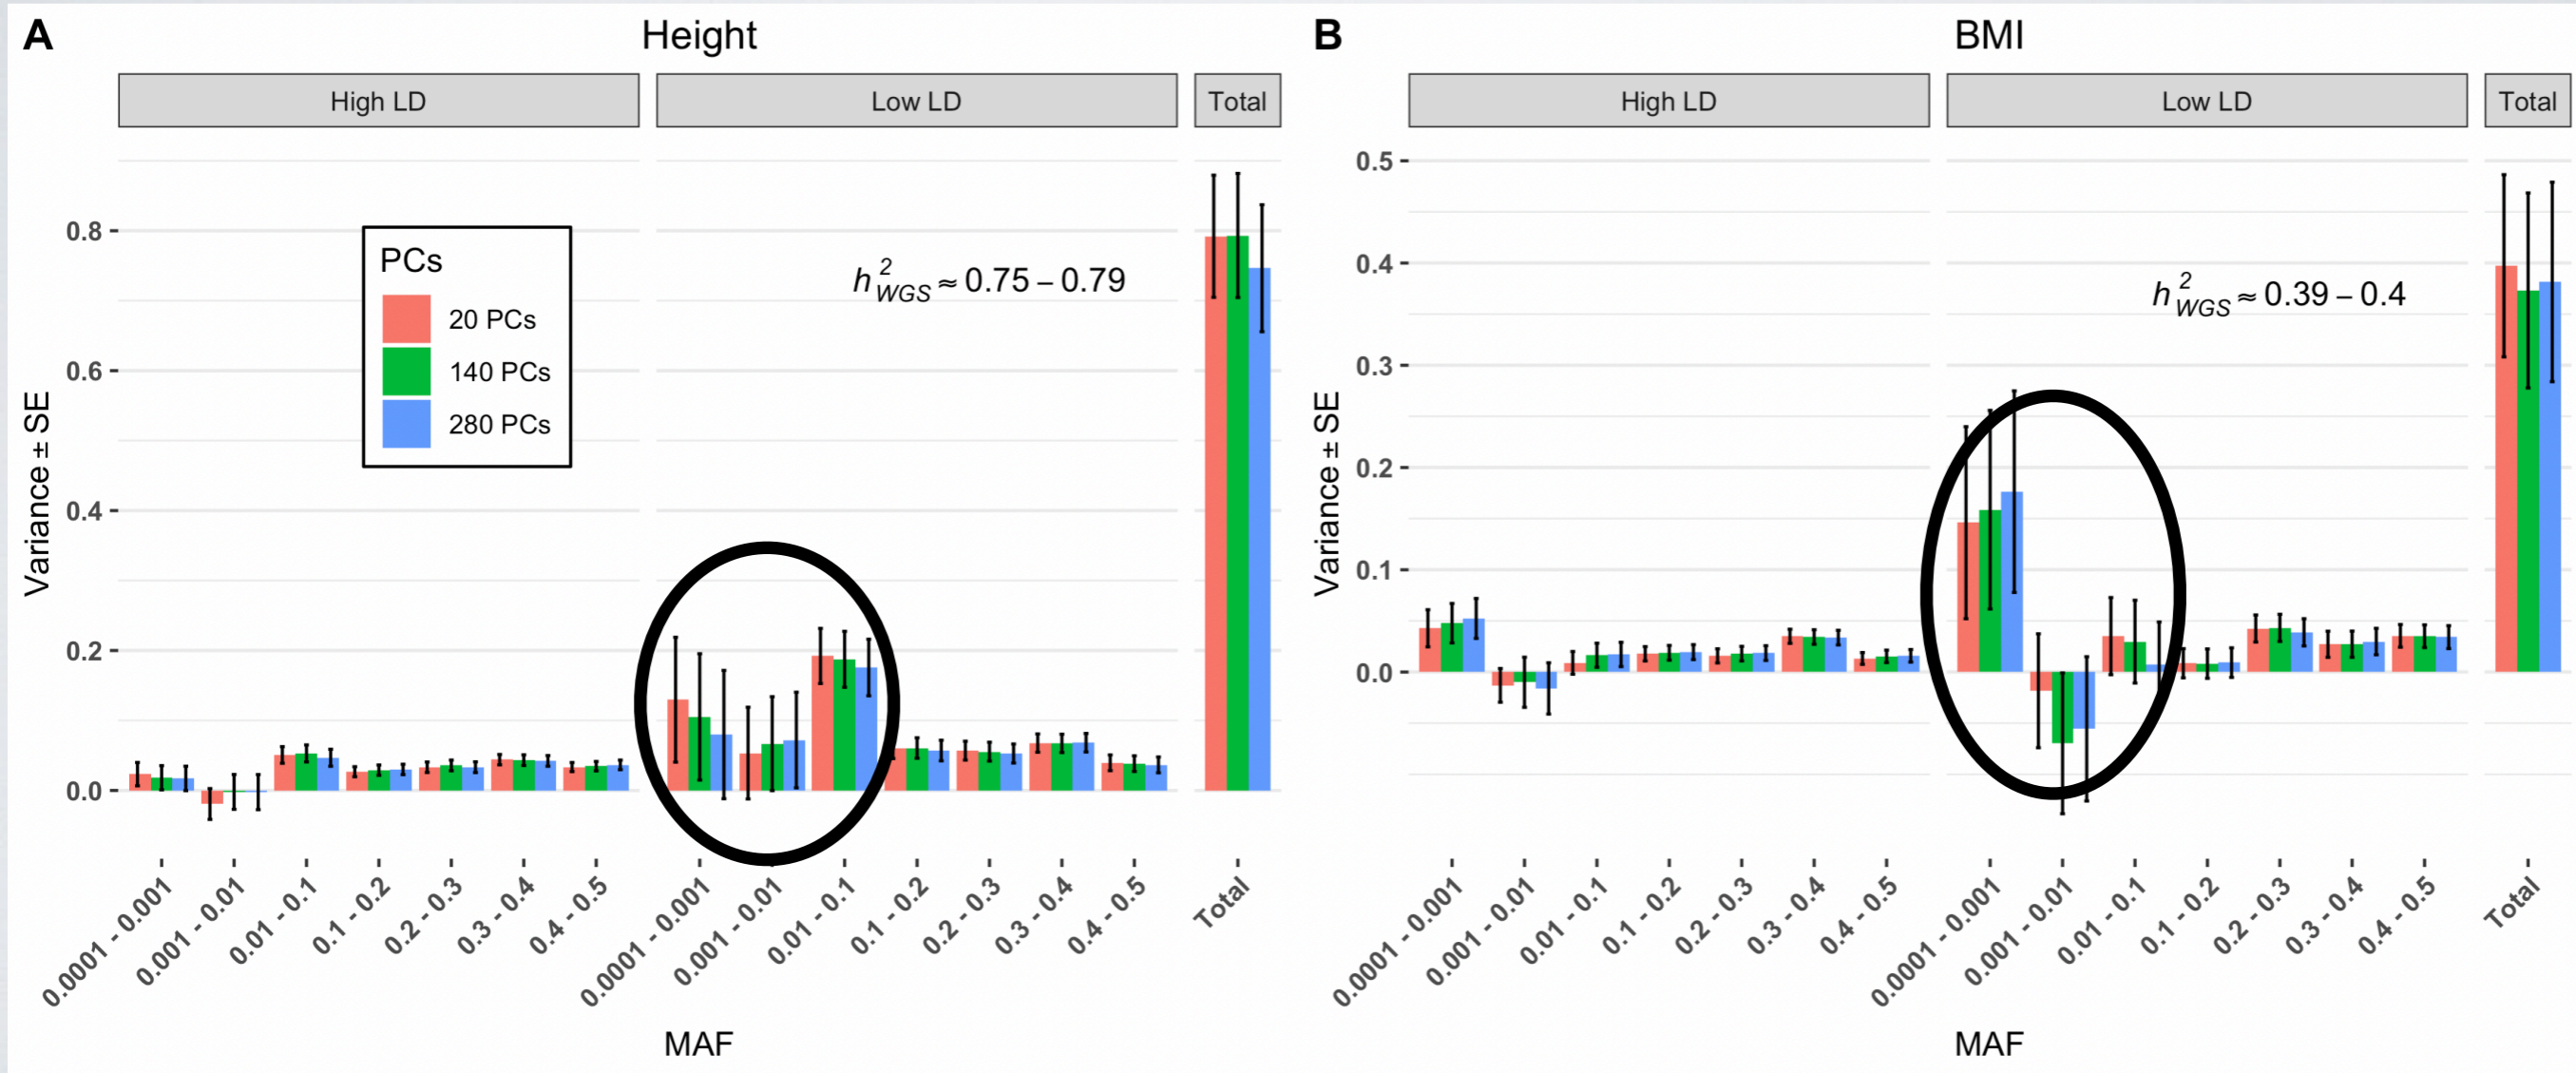 A
Height
High LD
Low LD
Total
Variance ± SE
0.8
0.6
0.4
0.2
0.0
PCs
20 PCs
140 PCs
280 PCs
h²WGS ≈ 0.75 – 0.79
0.0001 - 0.001
0.001 - 0.01
0.01 - 0.1
0.1 - 0.2
0.2 - 0.3
0.3 - 0.4
0.4 - 0.5
0.0001 - 0.001
0.001 - 0.01
0.01 - 0.1
0.1 - 0.2
0.2 - 0.3
0.3 - 0.4
0.4 - 0.5
Total
MAF
B
BMI
High LD
Low LD
Total
Variance ± SE
0.5
0.4
0.3
0.2
0.1
0.0
h²WGS ≈ 0.39 – 0.4
0.0001 - 0.001
0.001 - 0.01
0.01 - 0.1
0.1 - 0.2
0.2 - 0.3
0.3 - 0.4
0.4 - 0.5
0.0001 - 0.001
0.001 - 0.01
0.01 - 0.1
0.1 - 0.2
0.2 - 0.3
0.3 - 0.4
0.4 - 0.5
Total
MAF